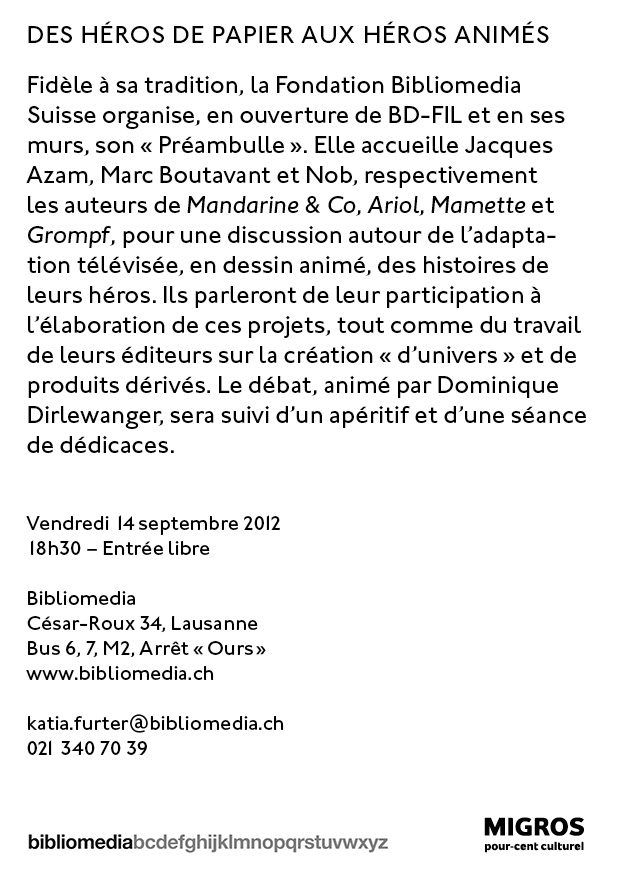 DES HÉROS DE PAPIER AUX HÉROS ANIMÉS
Fidèle à sa tradition, la Fondation Bibliomedia
Suisse organise, en ouverture de BD-FIL et en ses
murs, son « Préambulle ». Elle accueille Jacques
Azam, Marc Boutavant et Nob, respectivement
les auteurs de Mandarine & Co, Ariol, Mamette et
Grompf, pour une discussion autour de l’adapta-
tion télévisée, en dessin animé, des histoires de
leurs héros. Ils parleront de leur participation à
l’élaboration de ces projets, tout comme du travail
de leurs éditeurs sur la création « d’univers » et de
produits dérivés. Le débat, animé par Dominique
Dirlewanger, sera suivi d’un apéritif et d’une séance
de dédicaces.
Vendredi 14 septembre 2012
18h30 – Entrée libre
Bibliomedia
César-Roux 34, Lausanne
Bus 6, 7, M2, Arrêt « Ours »
www.bibliomedia.ch
katia.furter@bibliomedia.ch
021 340 70 39
bibliomediabcdefghijklmnopqrstuvwxyz
MIGROS
pour-cent culturel